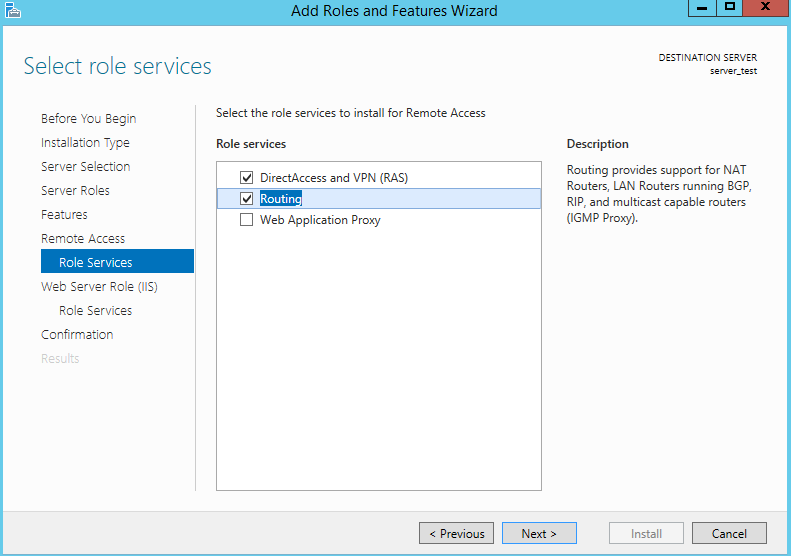 Add Roles and Features Wizard
Select role services
DESTINATION SERVER
server_test
Before You Begin
Installation Type
Server Selection
Server Roles
Features
Remote Access
Role Services
Web Server Role (IIS)
Role Services
Confirmation
Results
Select the role services to install for Remote Access
Role services
DirectAccess and VPN (RAS)
Routing
Web Application Proxy
Description
Routing provides support for NAT
Routers, LAN Routers running BGP,
RIP, and multicast capable routers
(IGMP Proxy).
< Previous
Next >
Install
Cancel